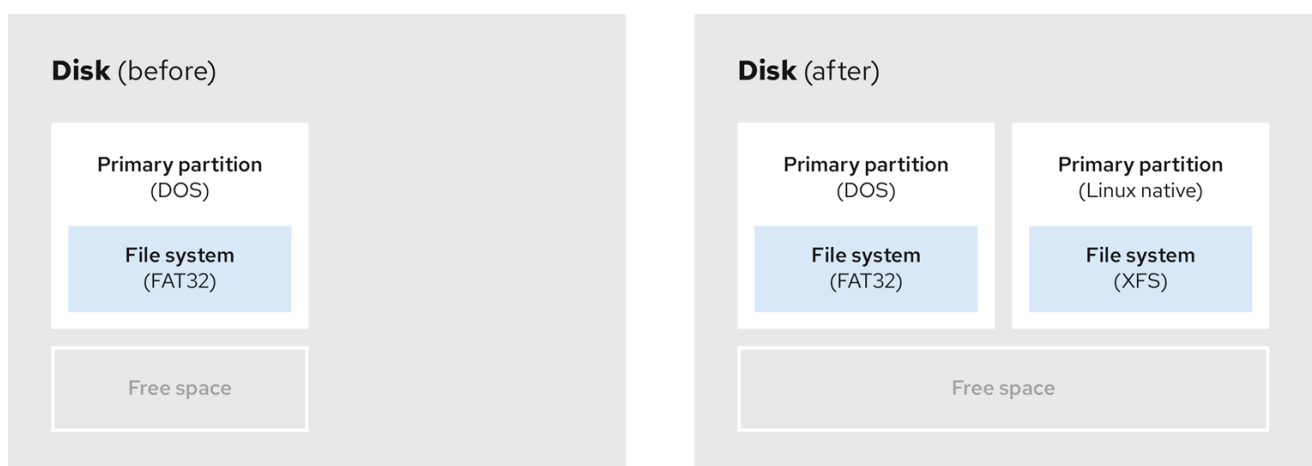 Disk (before)
Primary partition
(DOS)
File system
(FAT32)
Free space
Disk (after)
Primary partition
(DOS)
File system
(FAT32)
Primary partition
(Linux native)
File system
(XFS)
Free space